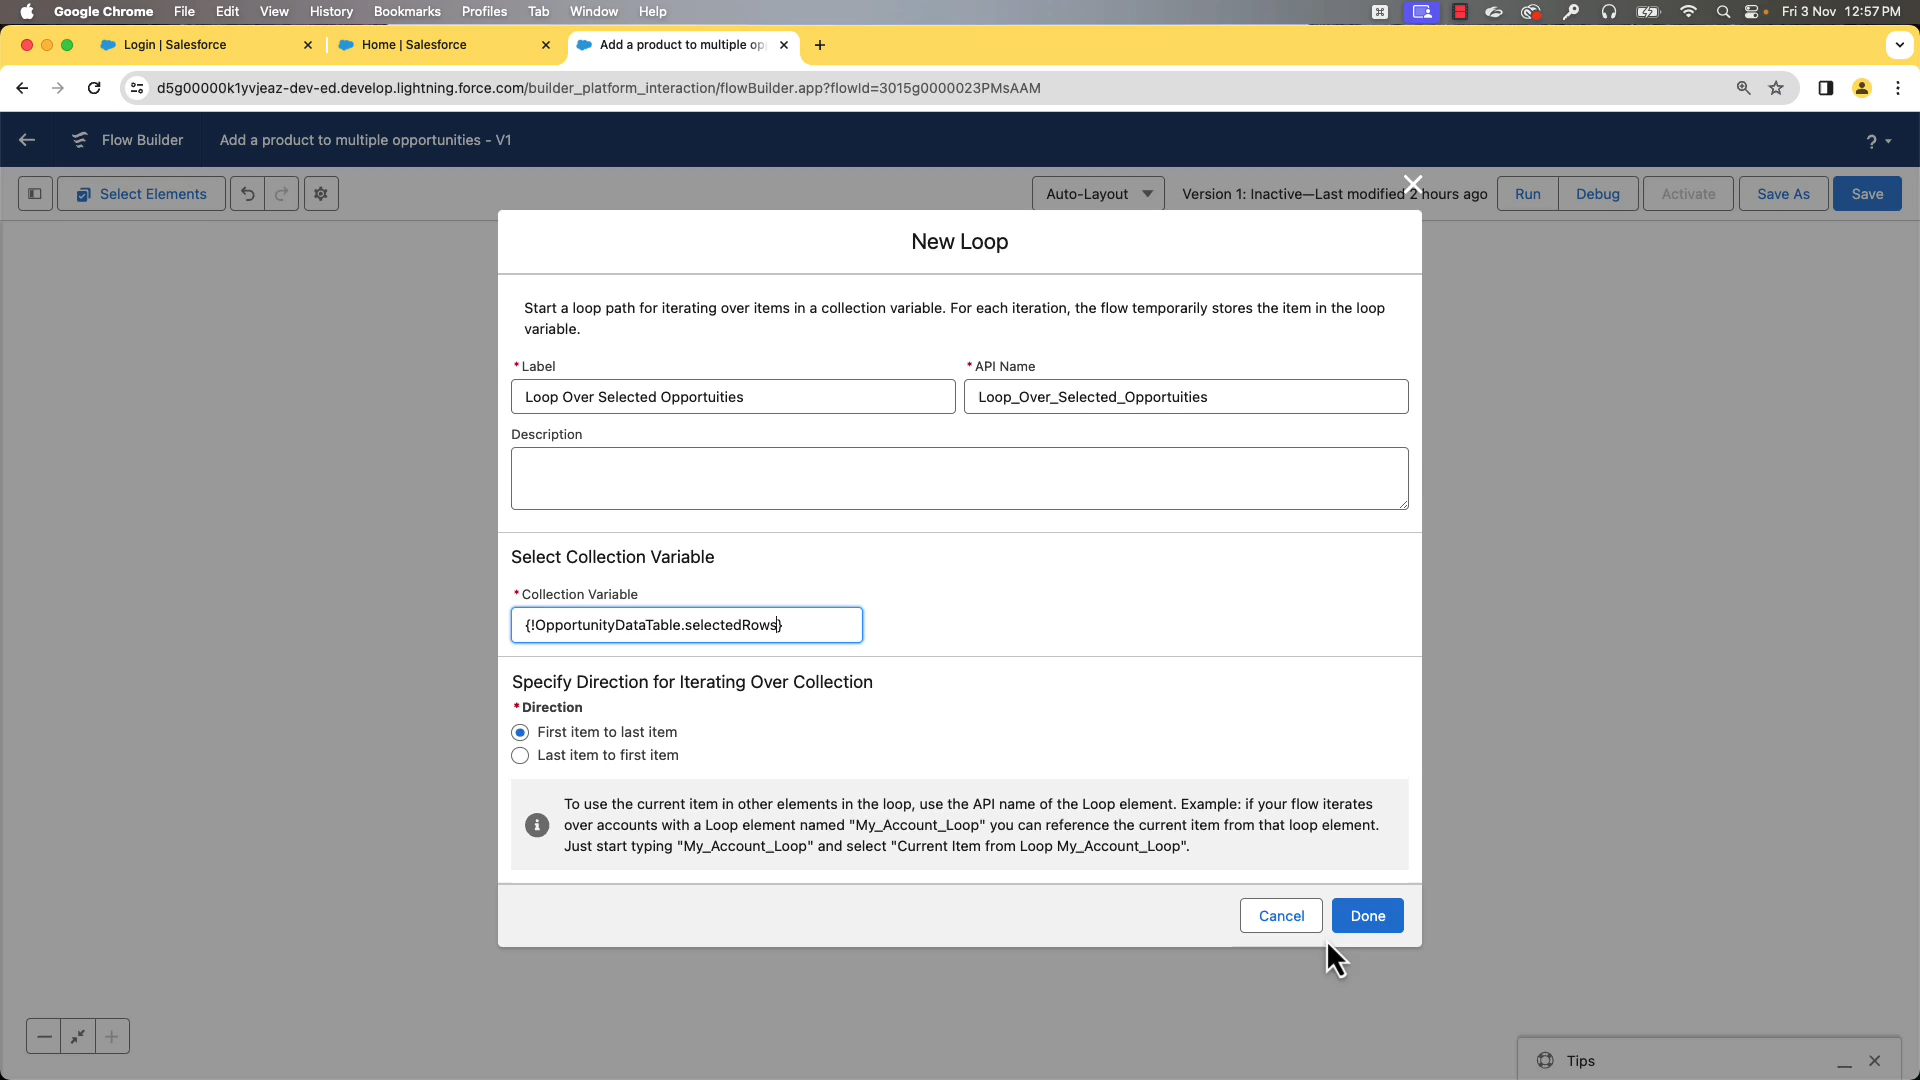 Google Chrome File Edit View History Bookmarks Profiles Tab Window Help Fri 3 Nov 12:57 PM
Login | Salesforce Home | Salesforce Add a product to multiple op
d5g00000k1yvjeaz-dev-ed.develop.lightning.force.com/builder_platform_interaction/flowBuilder.app?flowId=3015g0000023PMsAAM
Flow Builder Add a product to multiple opportunities - V1 ?
Select Elements Auto-Layout Version 1: Inactive—Last modified 2 hours ago Run Debug Activate Save As Save
New Loop
Start a loop path for iterating over items in a collection variable. For each iteration, the flow temporarily stores the item in the loop
variable.
*Label *API Name
Loop Over Selected Opportuities Loop_Over_Selected_Opportuities
Description
Select Collection Variable
*Collection Variable
{!OpportunityDataTable.selectedRows}
Specify Direction for Iterating Over Collection
*Direction
First item to last item
Last item to first item
To use the current item in other elements in the loop, use the API name of the Loop element. Example: if your flow iterates
over accounts with a Loop element named "My_Account_Loop" you can reference the current item from that loop element.
Just start typing "My_Account_Loop" and select "Current Item from Loop My_Account_Loop".
Cancel Done
Tips